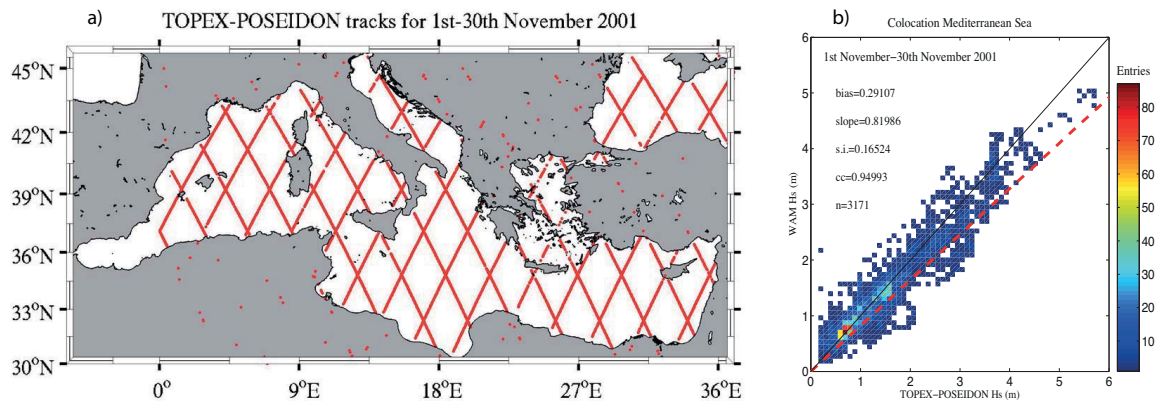 a) TOPEX-POSEIDON tracks for 1st-30th November 2001
45°N
42°N
39°N
36°N
33°N
30°N
0° 9°E 18°E 27°E 36°E
b) Colocation Mediterranean Sea
1st November−30th November 2001
bias=0.29107
slope=0.81986
s.i.=0.16524
cc=0.94993
n=3171
WAM Hs (m)
6
5
4
3
2
1
0
0 1 2 3 4 5 6
TOPEX-POSEIDON Hs (m)
Entries
80
70
60
50
40
30
20
10